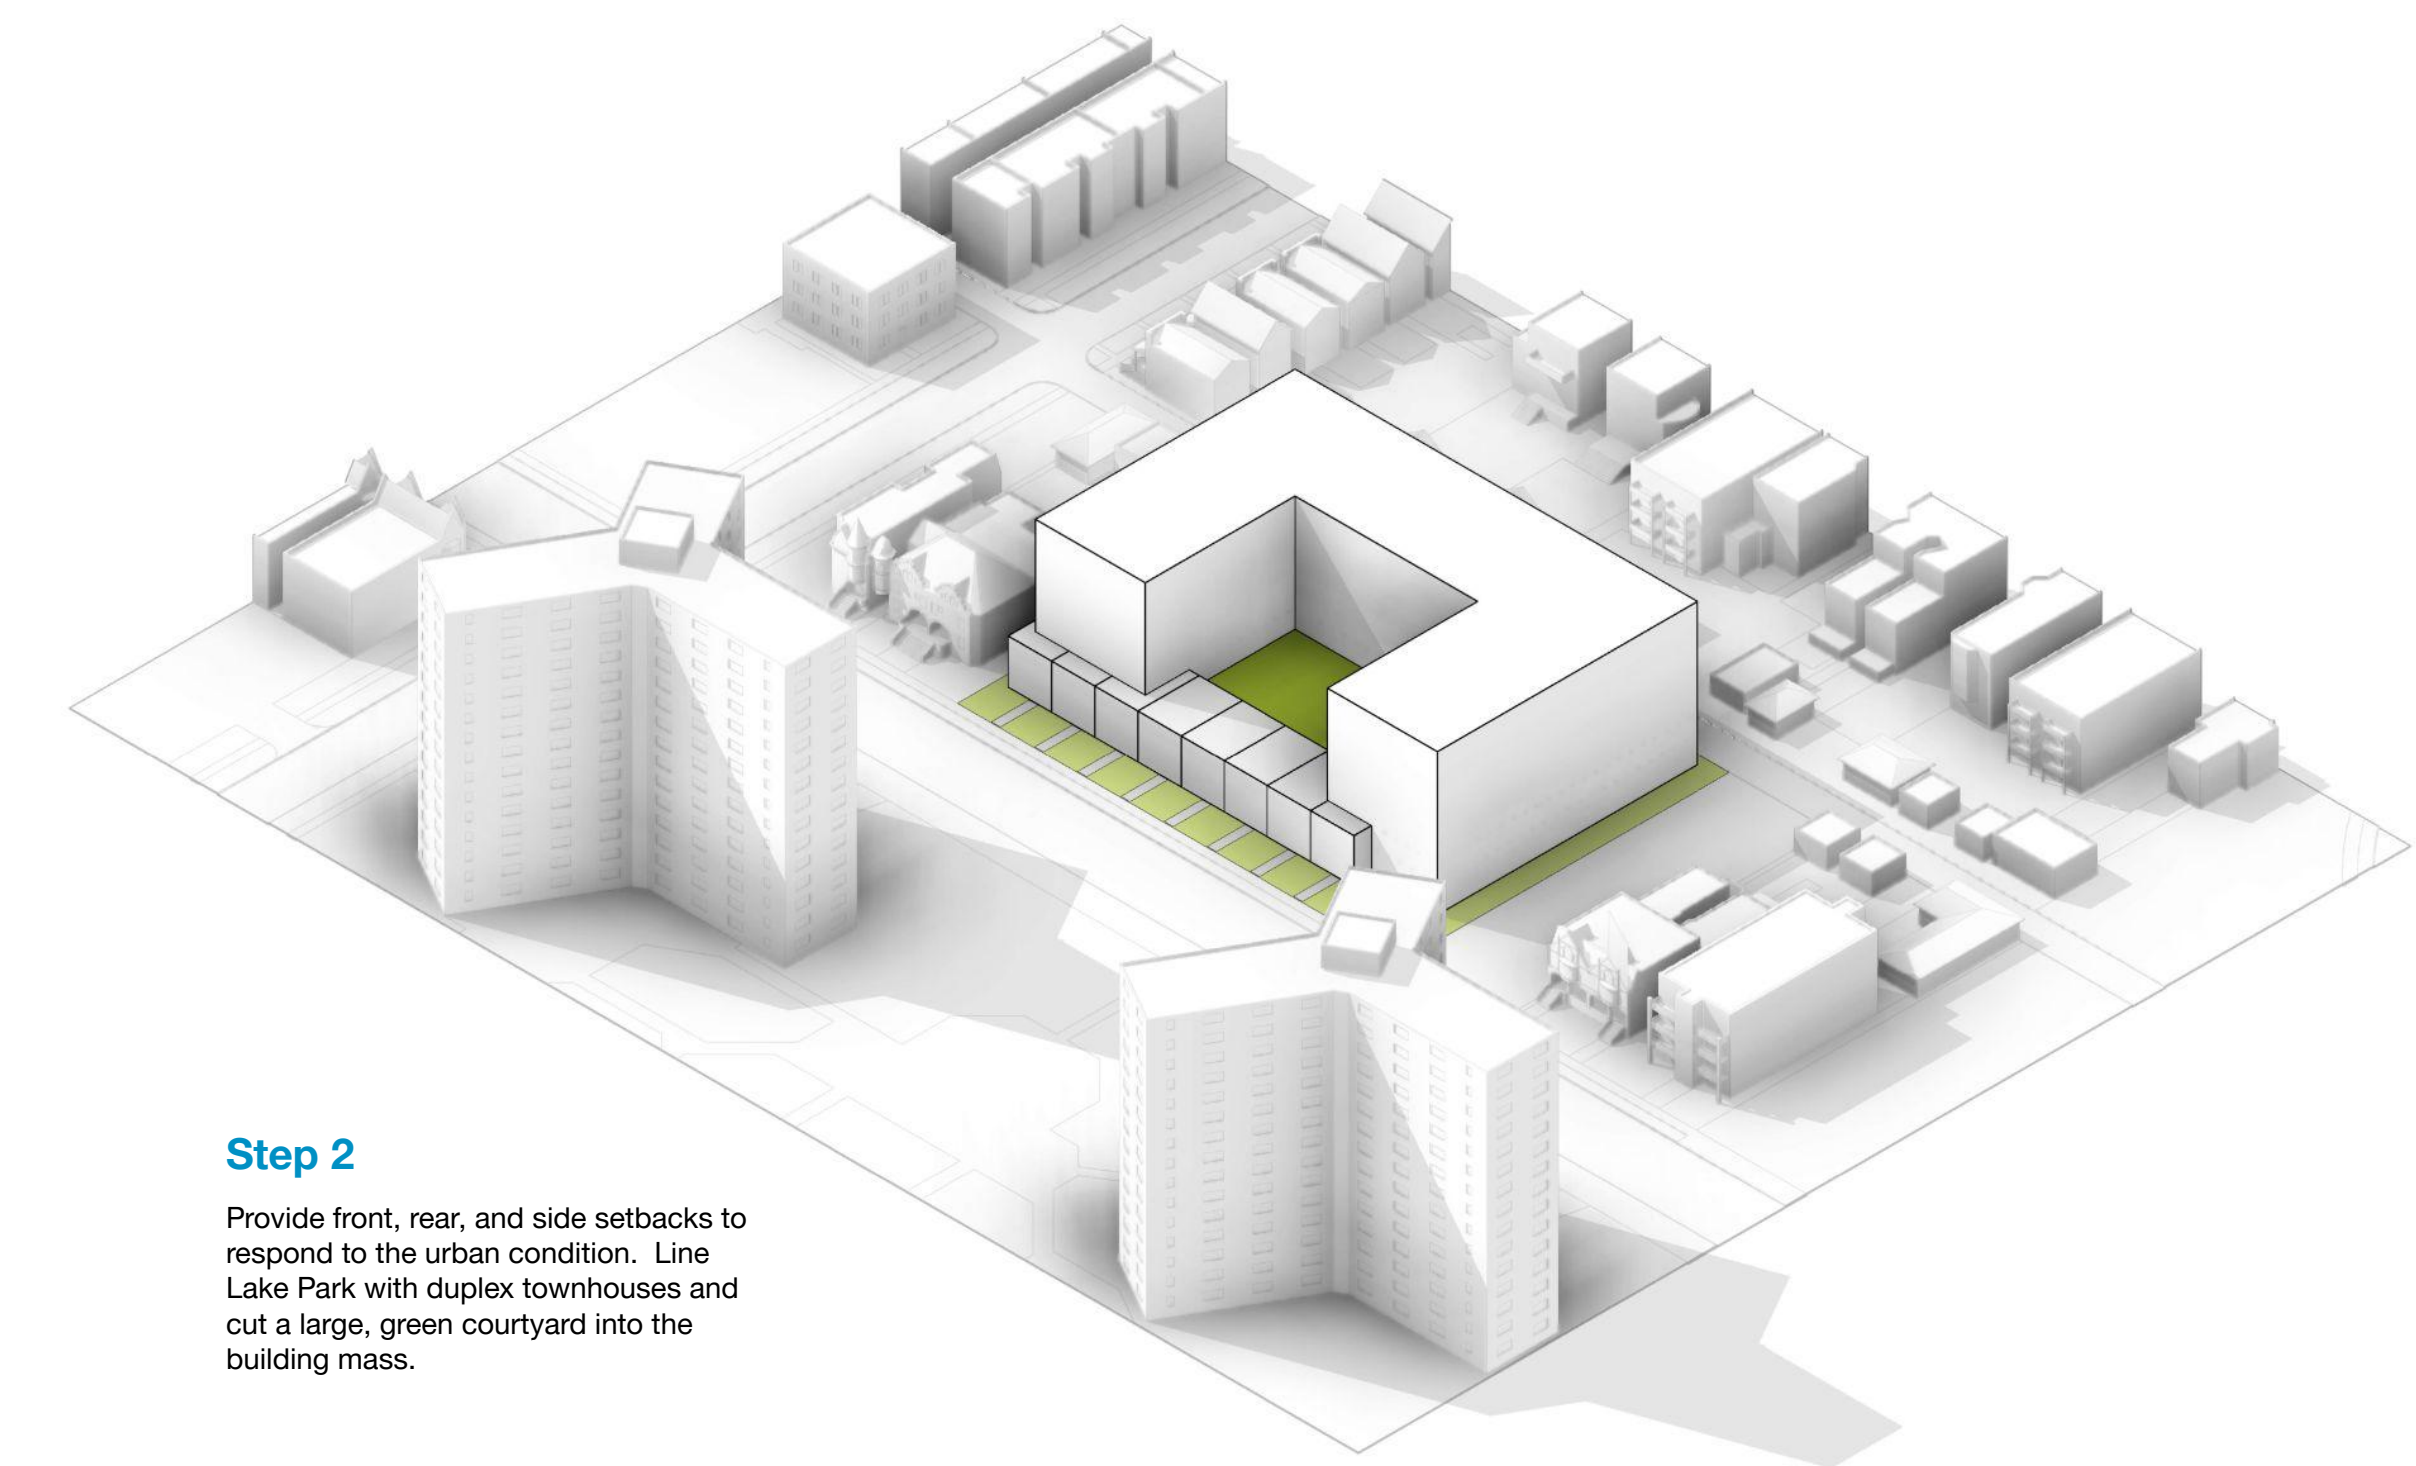 Step 2
Provide front, rear, and side setbacks to
respond to the urban condition.  Line
Lake Park with duplex townhouses and
cut a large, green courtyard into the
building mass.